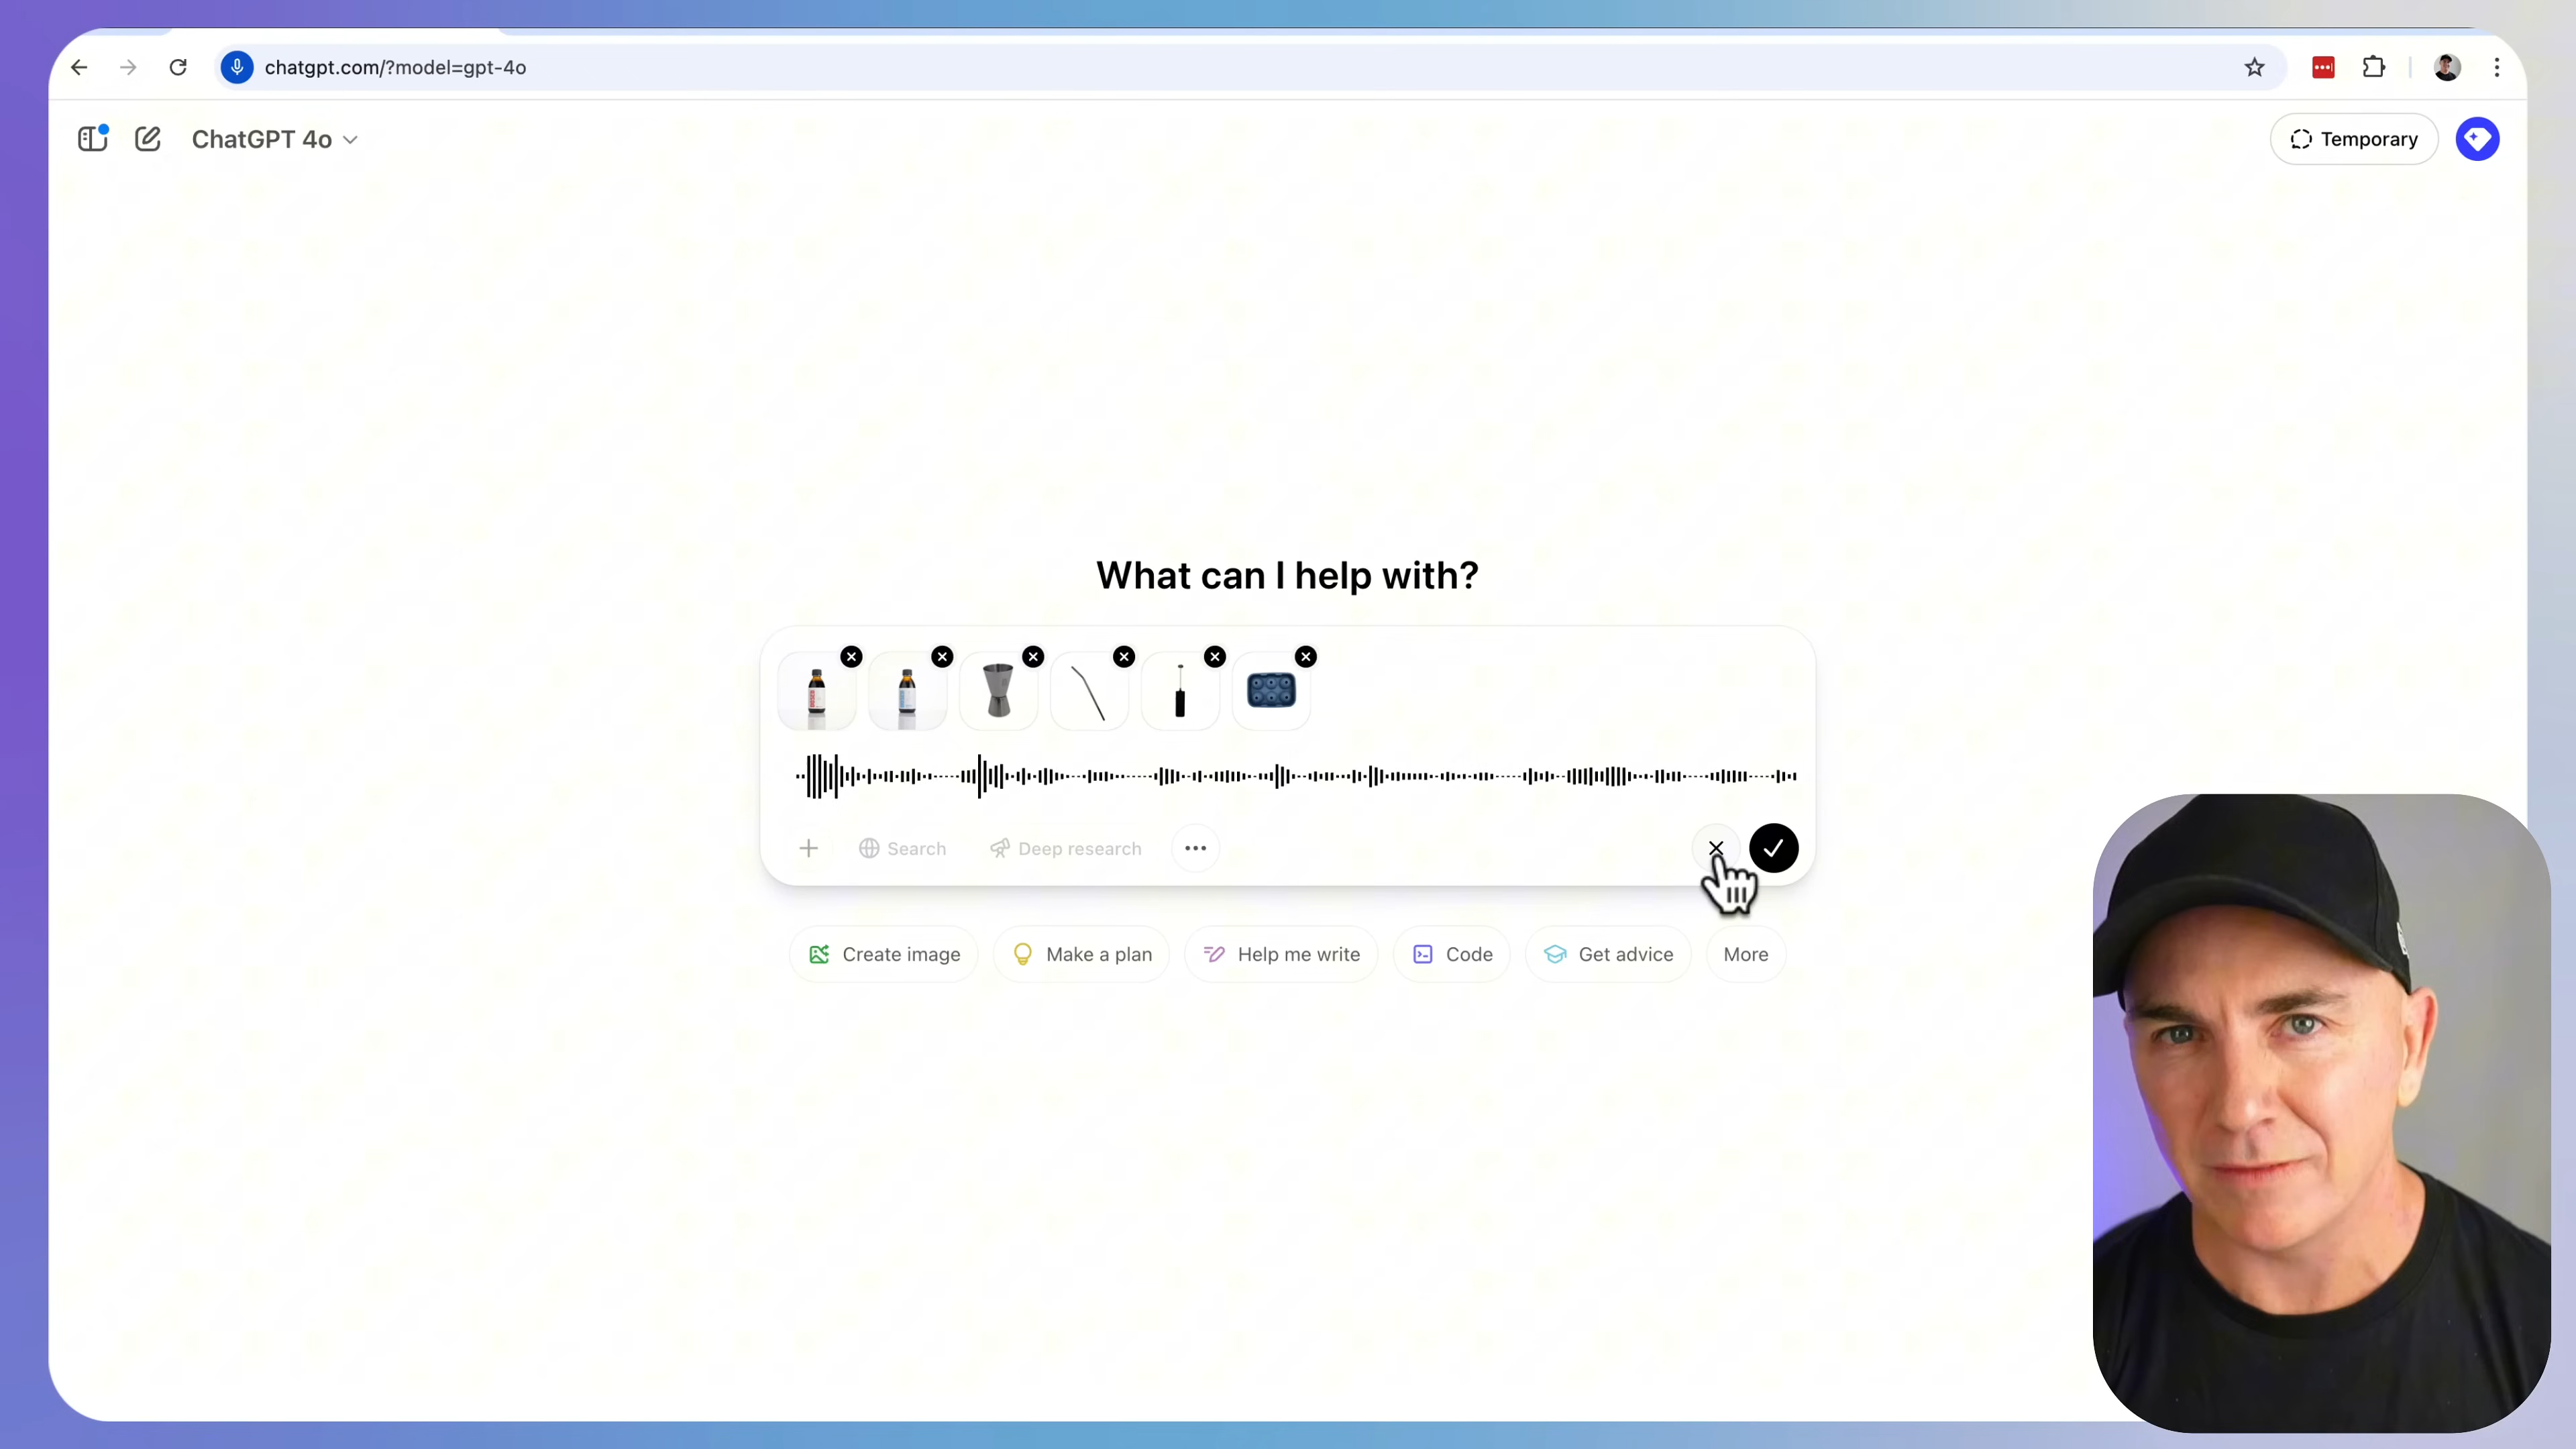 chatgpt.com/?model=gpt-4o
ChatGPT 4o
Temporary
What can I help with?
Search
Deep research
Create image
Make a plan
Help me write
Code
Get advice
More